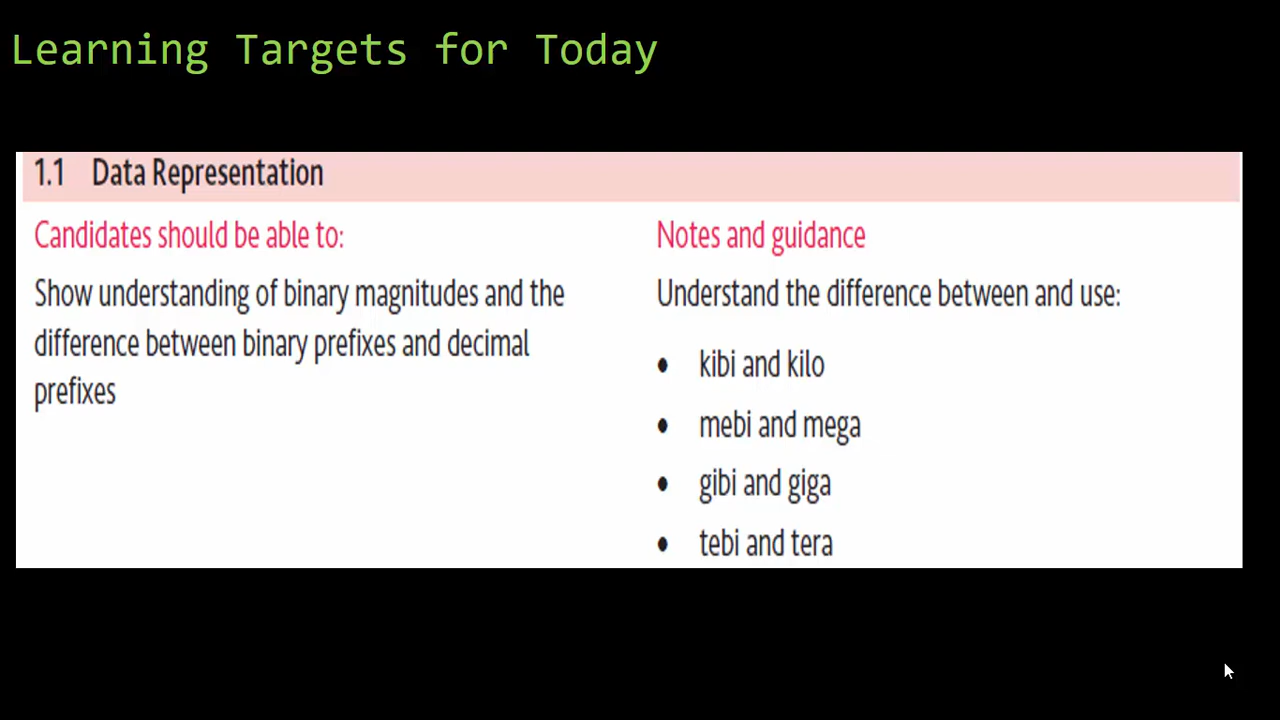 Learning Targets for Today
1.1 Data Representation
Candidates should be able to:
Show understanding of binary magnitudes and the
difference between binary prefixes and decimal
prefixes
Notes and guidance
Understand the difference between and use:
• kibi and kilo
• mebi and mega
• gibi and giga
• tebi and tera